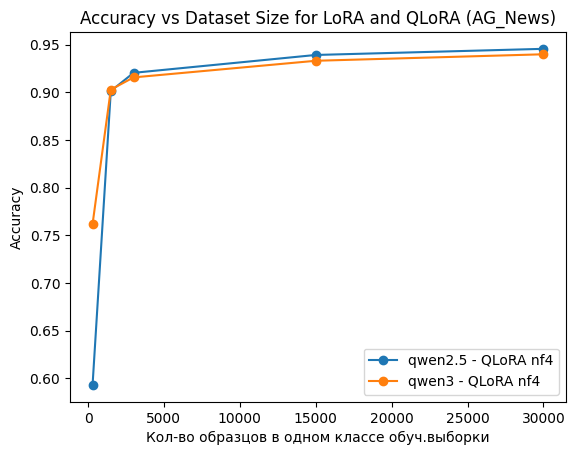 Accuracy vs Dataset Size for LoRA and QLoRA (AG_News)
0.95
0.90
0.85
0.80
0.75
0.70
0.65
0.60
Accuracy
qwen2.5 - QLoRA nf4
qwen3 - QLoRA nf4
0 5000 10000 15000 20000 25000 30000
Кол-во образцов в одном классе обуч.выборки